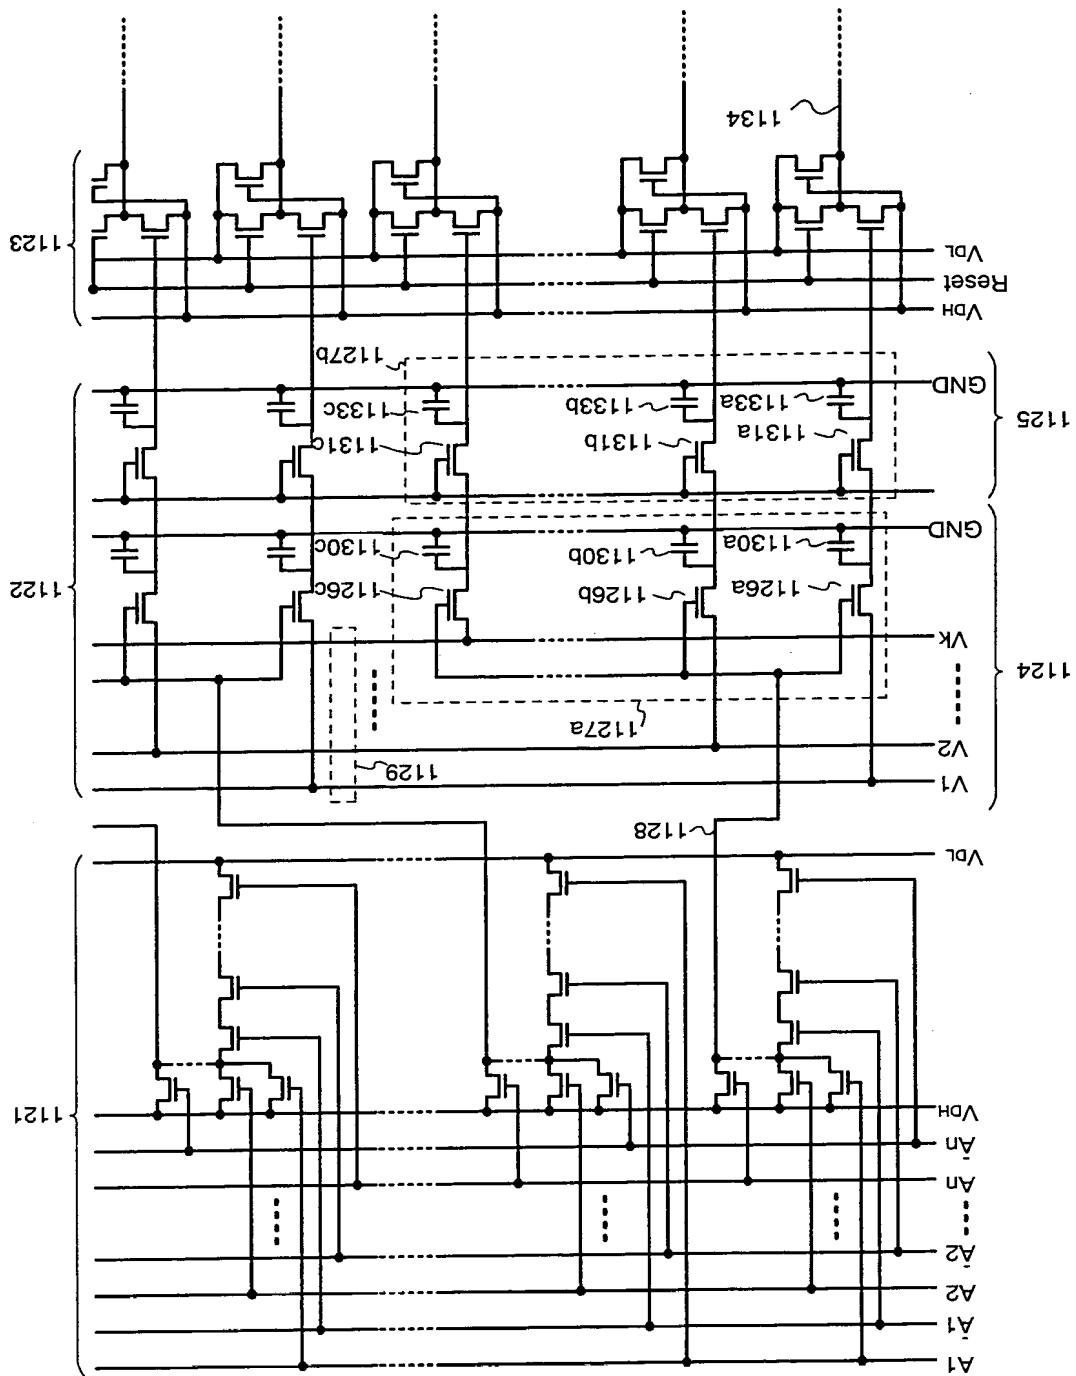 A1
Ā1
A2
Ā2
An
Ān
VDH
1121
VDL
1128
V1
1129
V2
1127a
1124
Vk
1122
1126a
1126b
1126c
1130a
1130b
1130c
GND
1131a
1131b
1131c
1125
1133a
1133b
1133c
GND
1127b
VDH
Reset
VDL
1123
1134